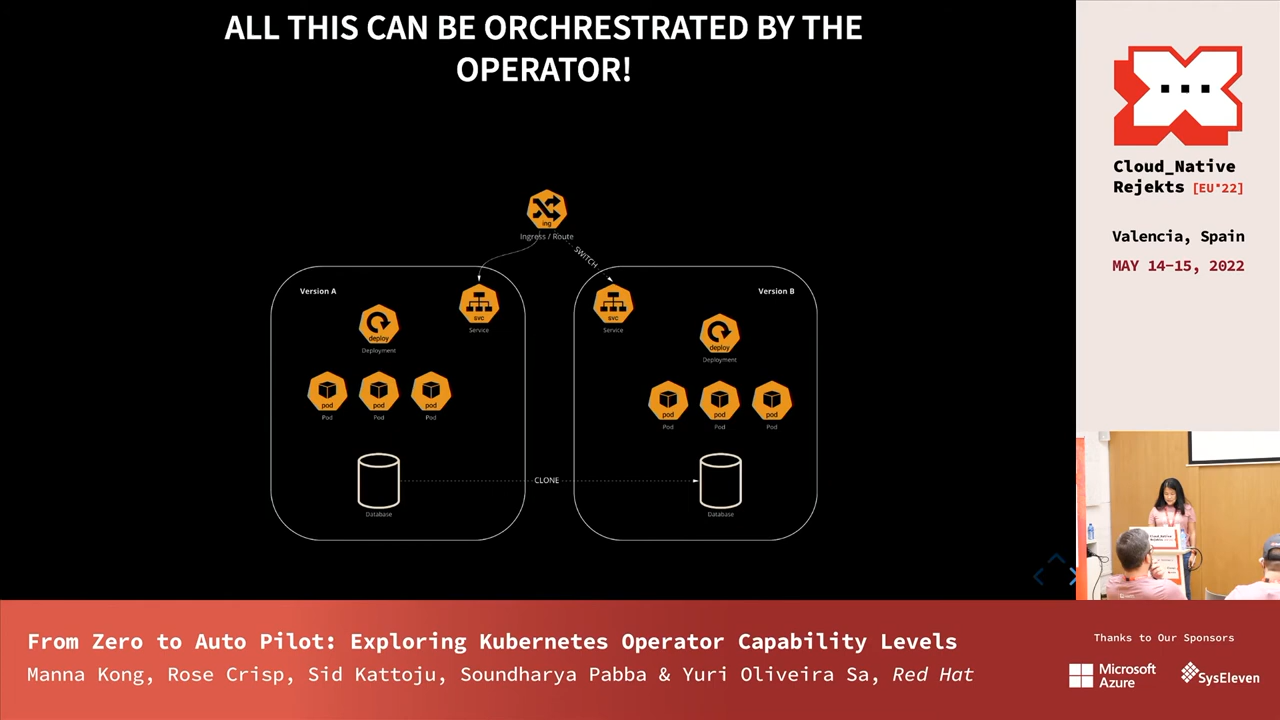 ALL THIS CAN BE ORCHRESTRATED BY THE
OPERATOR!
ing
Ingress / Route
SWITCH
Version A
svc
Service
deploy
Deployment
pod
Pod
pod
Pod
pod
Pod
Database
CLONE
Version B
svc
Service
deploy
Deployment
pod
Pod
pod
Pod
pod
Pod
Database
Cloud_Native
Rejekts [EU'22]
Valencia, Spain
MAY 14-15, 2022
Cloud Native
Rejekts
From Zero to Auto Pilot: Exploring Kubernetes Operator Capability Levels
Manna Kong, Rose Crisp, Sid Kattoju, Soundharya Pabba & Yuri Oliveira Sa, Red Hat
Thanks to Our Sponsors
Microsoft
Azure
SysEleven